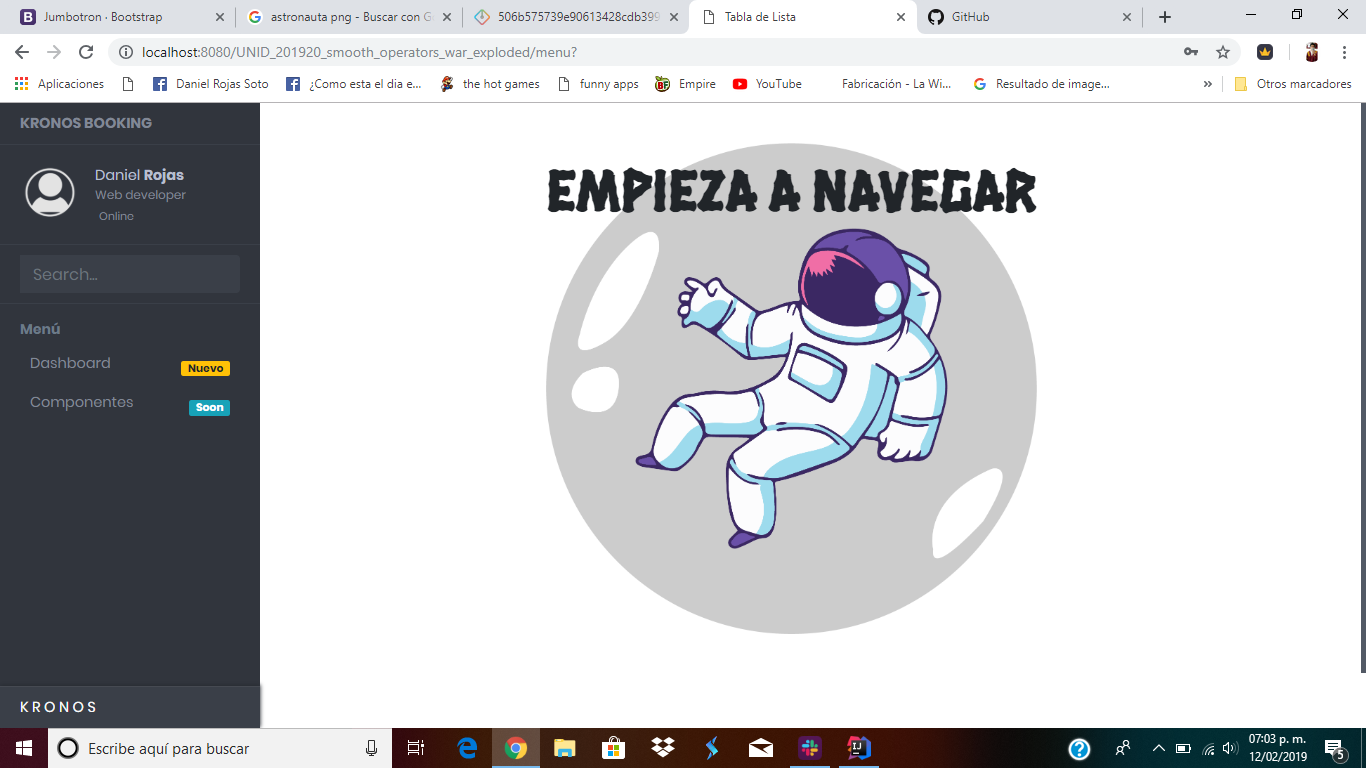 Jumbotron · Bootstrap
astronauta png - Buscar con G
506b575739e90613428cdb399
Tabla de Lista
GitHub
localhost:8080/UNID_201920_smooth_operators_war_exploded/menu?
Aplicaciones
Daniel Rojas Soto
¿Como esta el dia e...
the hot games
funny apps
Empire
YouTube
Fabricación - La Wi...
Resultado de image...
»
Otros marcadores
KRONOS BOOKING
Daniel Rojas
Web developer
Online
Search...
Menú
Dashboard
Nuevo
Componentes
Soon
KRONOS
EMPIEZA A NAVEGAR
Escribe aquí para buscar
07:03 p. m.
12/02/2019
5